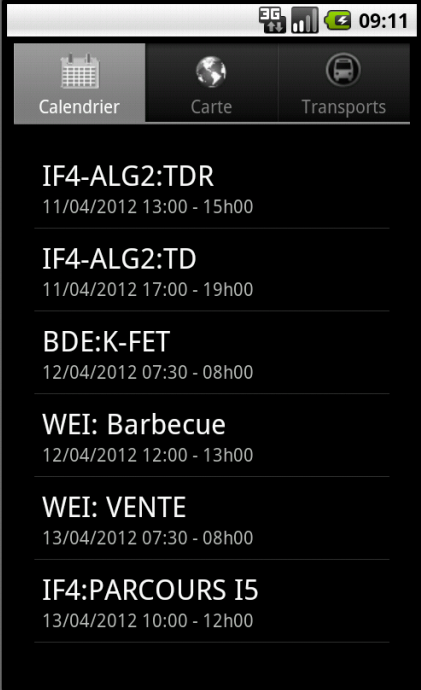 3G 09:11
Calendrier Carte Transports
IF4-ALG2:TDR
11/04/2012 13:00 - 15h00
IF4-ALG2:TD
11/04/2012 17:00 - 19h00
BDE:K-FET
12/04/2012 07:30 - 08h00
WEI: Barbecue
12/04/2012 12:00 - 13h00
WEI: VENTE
13/04/2012 07:30 - 08h00
IF4:PARCOURS I5
13/04/2012 10:00 - 12h00